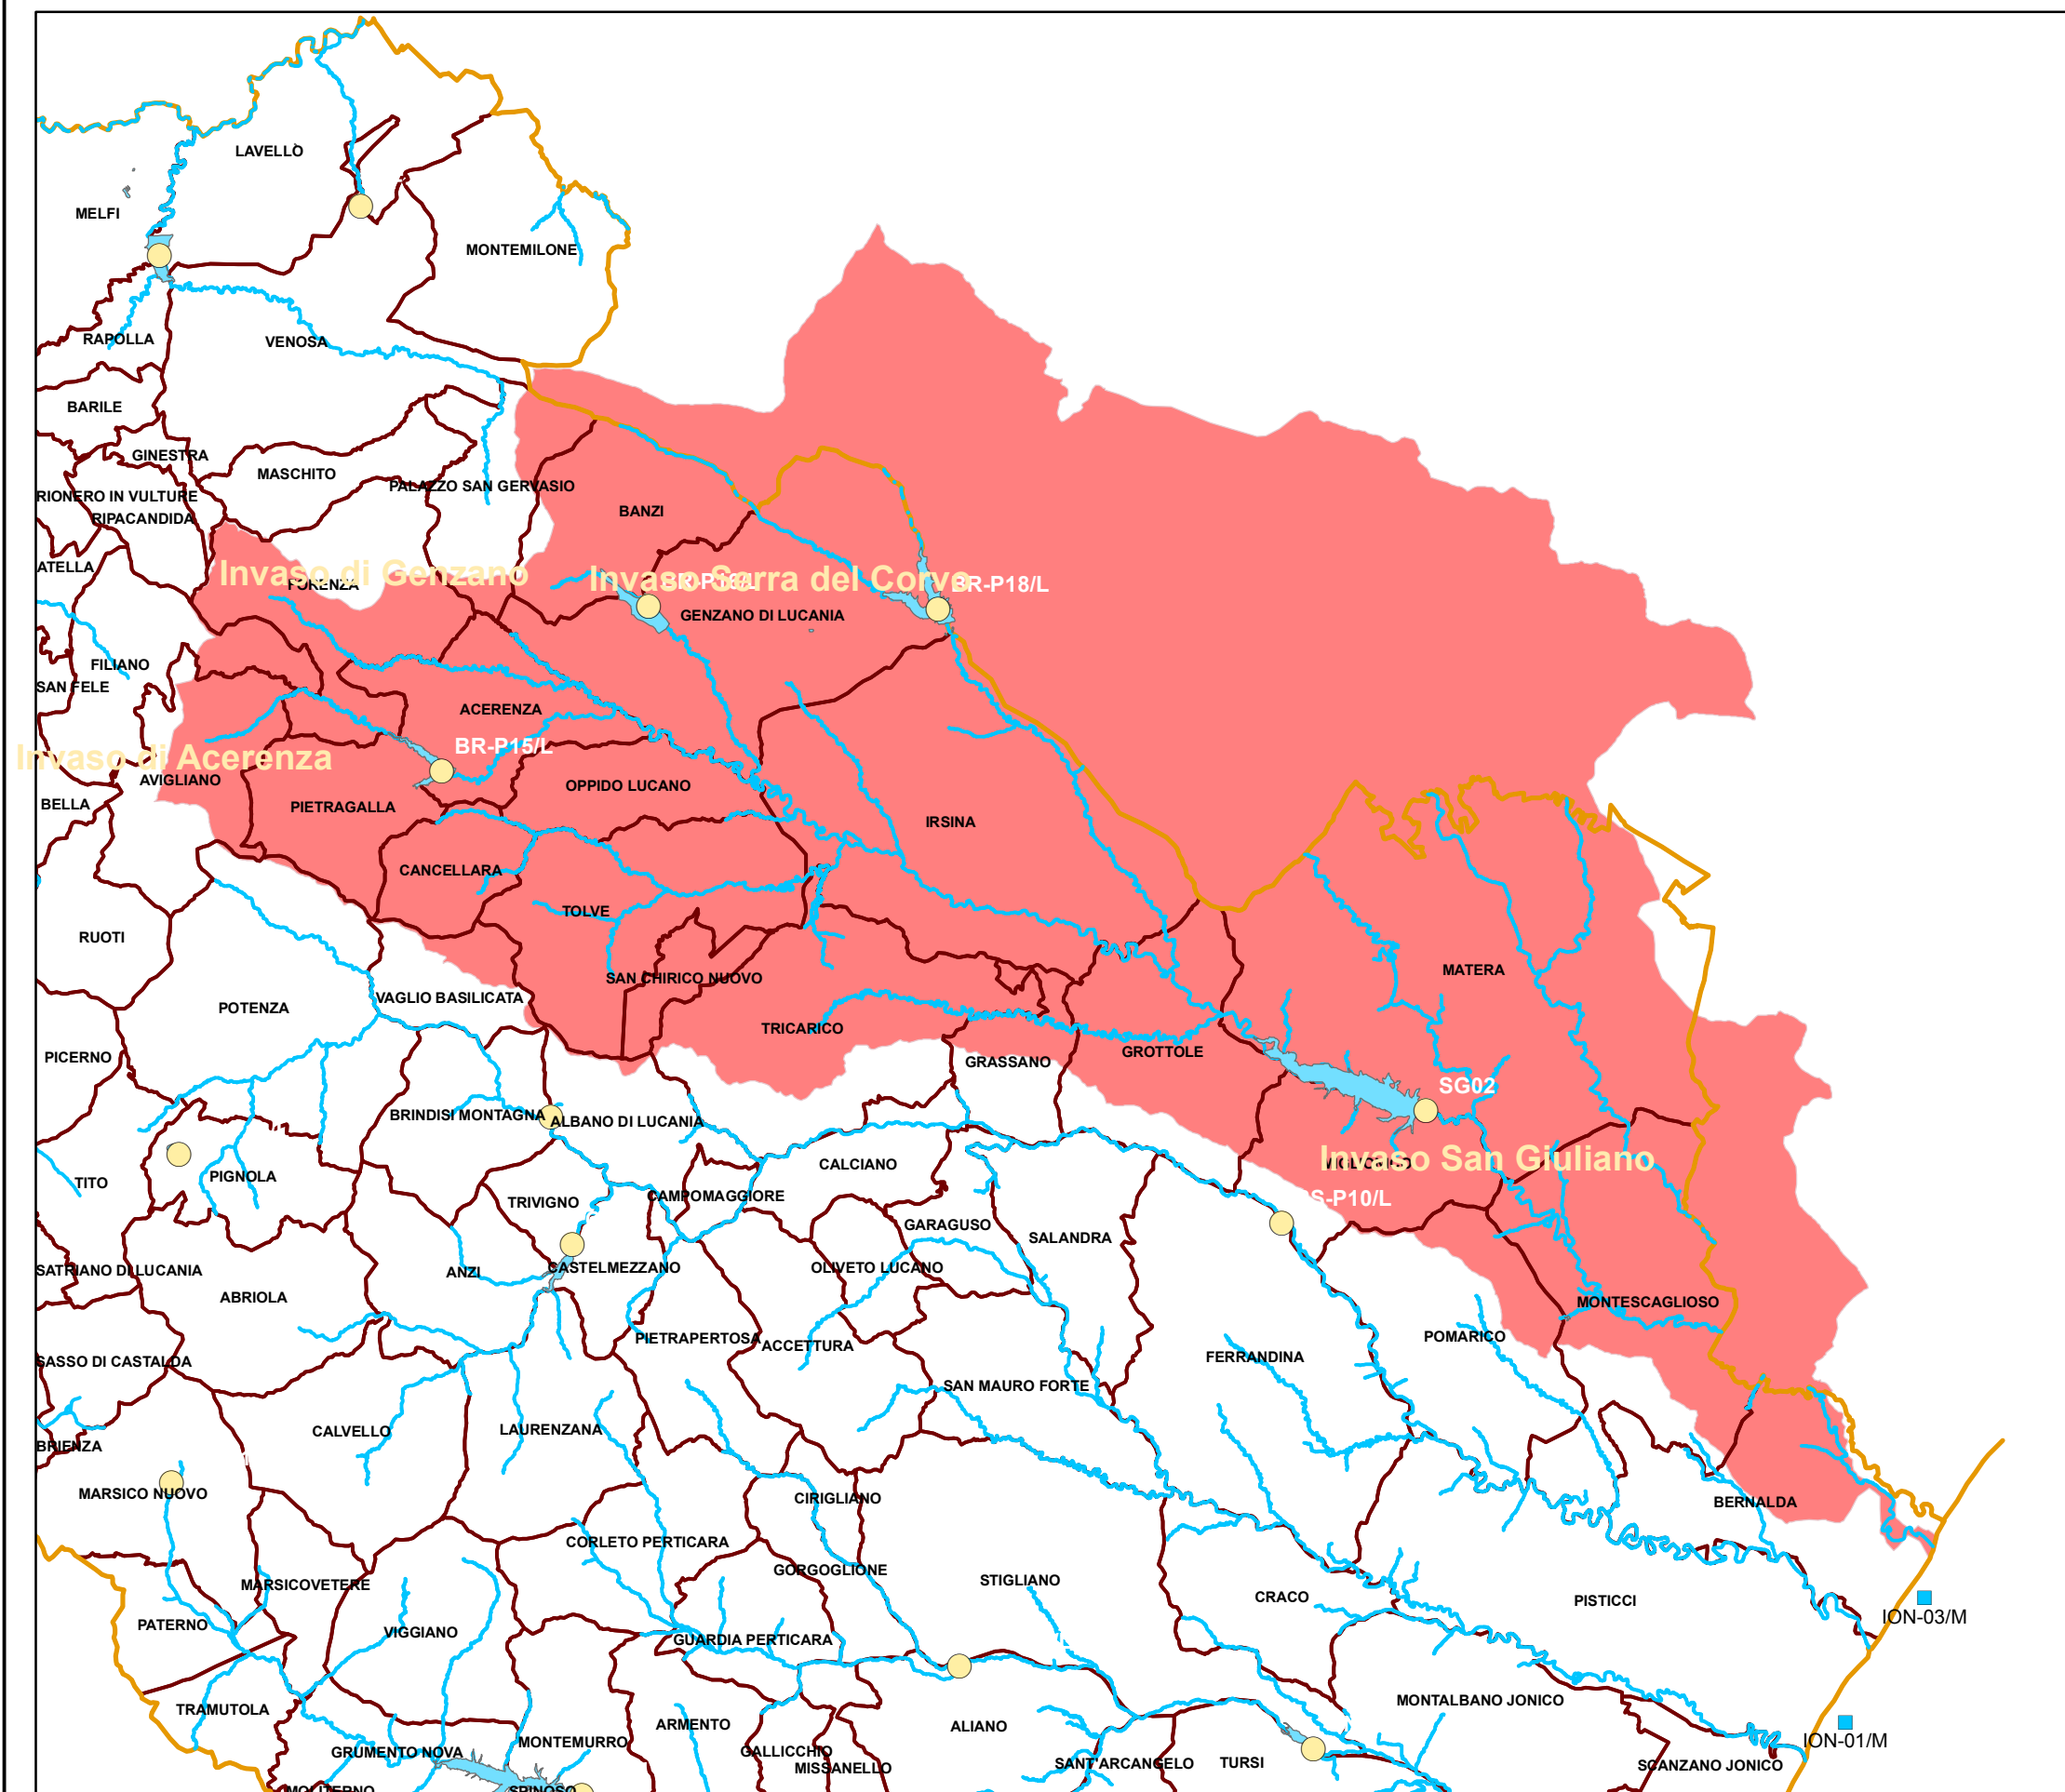 LAVELLO
MELFI
MONTEMILONE
RAPOLLA
VENOSA
BARILE
GINESTRA
MASCHITO
PALAZZO SAN GERVASIO
RIONERO IN VULTURE
RIPACANDIDA
BANZI
ATELLA
Invaso di Genzano
FORENZA
Invaso Serra del Corvo
BR-P18/L
GENZANO DI LUCANIA
FILIANO
SAN FELE
ACERENZA
BR-P15/L
Invaso di Acerenza
AVIGLIANO
OPPIDO LUCANO
BELLA
PIETRAGALLA
IRSINA
CANCELLARA
TOLVE
RUOTI
MATERA
SAN CHIRICO NUOVO
VAGLIO BASILICATA
POTENZA
TRICARICO
PICERNO
GRASSANO
GROTTOLE
SG02
BRINDISI MONTAGNA
ALBANO DI LUCANIA
Invaso San Giuliano
CALCIANO
PIGNOLA
TITO
CAMPOMAGGIORE
TRIVIGNO
S-P10/L
GARAGUSO
SALANDRA
OLIVETO LUCANO
CASTELMEZZANO
SATRIANO DI LUCANIA
ANZI
ABRIOLA
MONTESCAGLIOSO
POMARICO
PIETRAPERTOSA
ACCETTURA
FERRANDINA
SASSO DI CASTALDA
SAN MAURO FORTE
CALVELLO
LAURENZANA
BRIENZA
MARSICO NUOVO
CIRIGLIANO
BERNALDA
CORLETO PERTICARA
GORGOGLIONE
STIGLIANO
MARSICOVETERE
CRACO
PISTICCI
ION-03/M
PATERNO
VIGGIANO
GUARDIA PERTICARA
MONTALBANO JONICO
TRAMUTOLA
ARMENTO
ALIANO
ION-01/M
MONTEMURRO
GRUMENTO NOVA
GALLICCHIO
MISSANELLO
SANT'ARCANGELO
TURSI
SCANZANO JONICO
MOLITERNO
SPINOSO